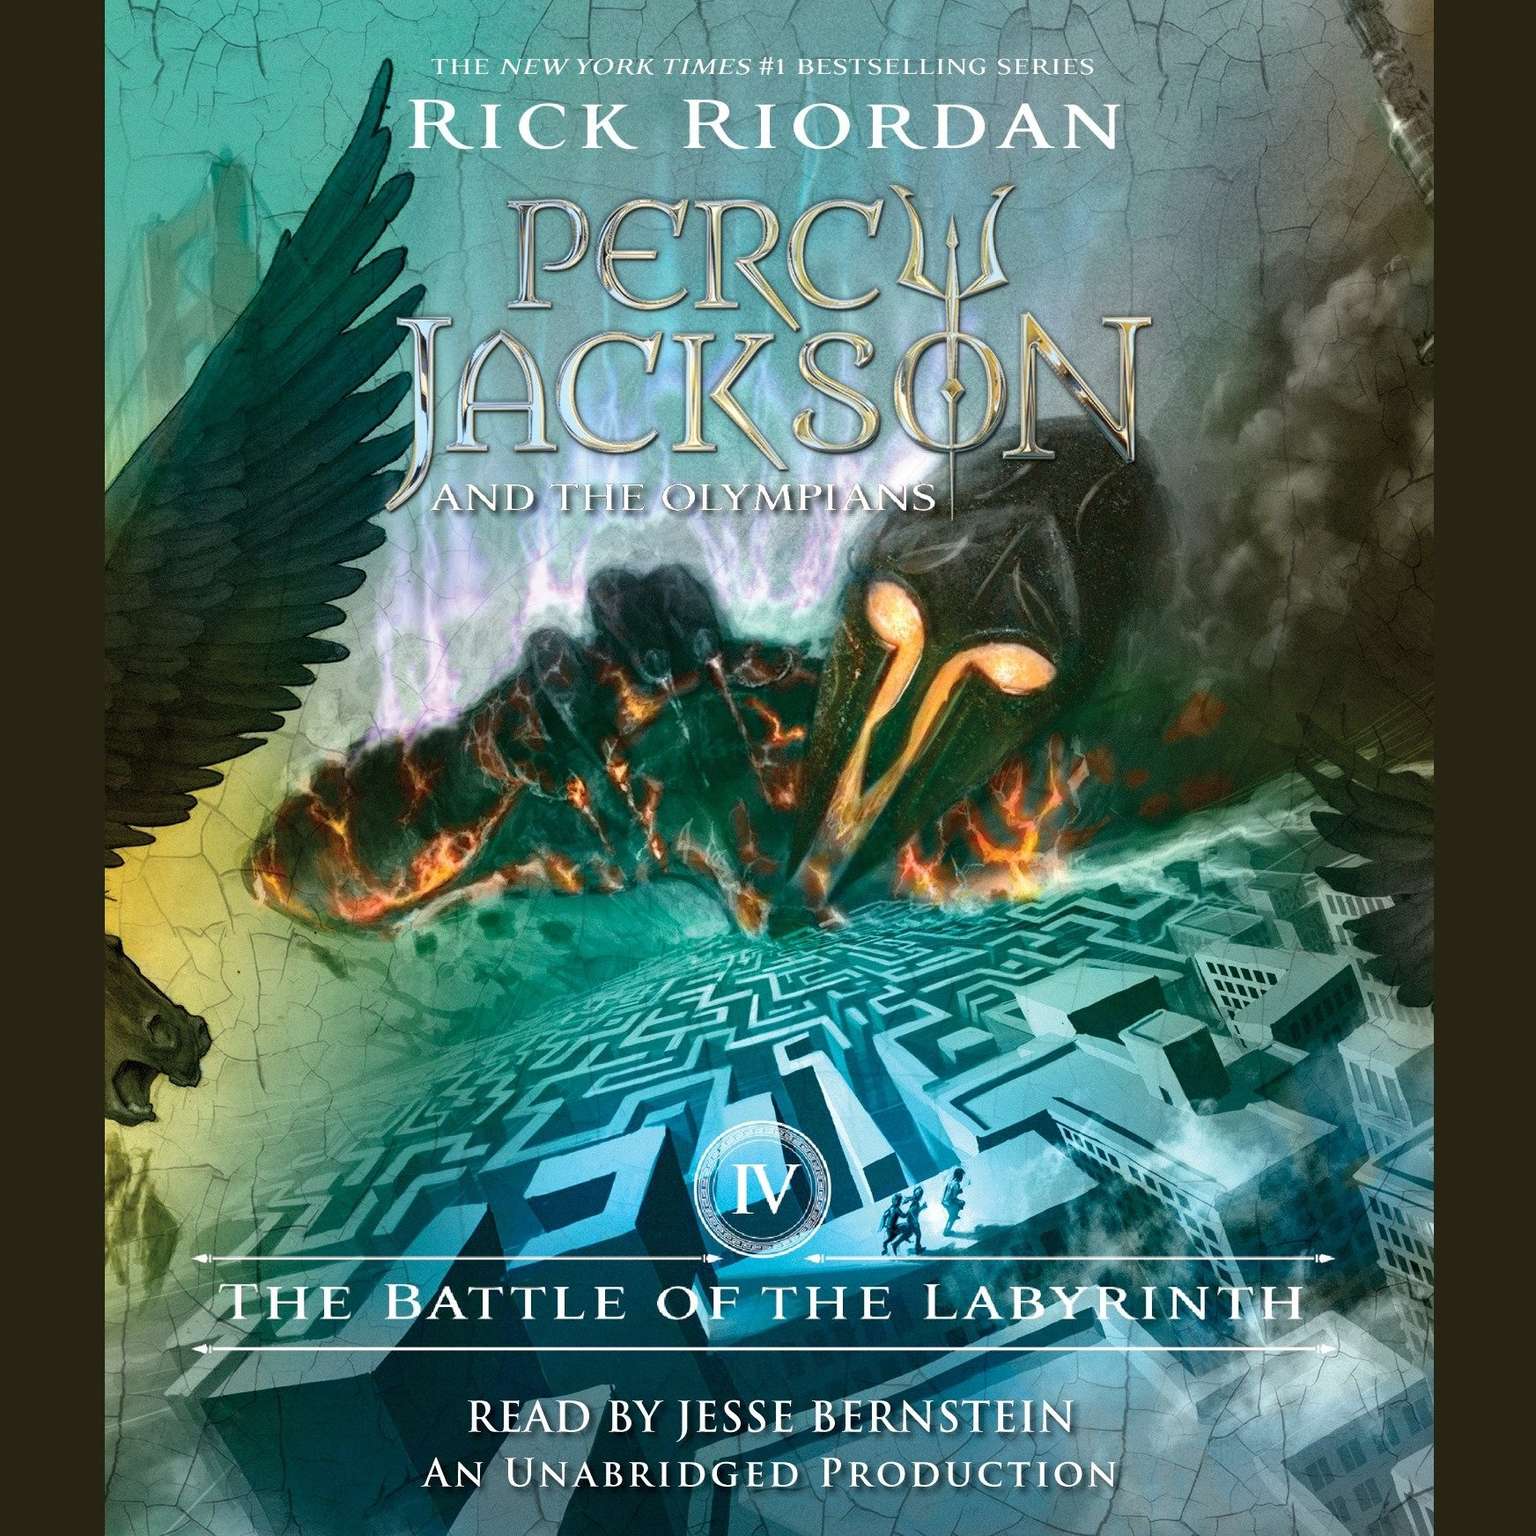 THE NEW YORK TIMES #1 BESTSELLING SERIES
RICK RIORDAN
PERCY
JACKSON
AND THE OLYMPIANS
IV
THE BATTLE OF THE LABYRINTH
READ BY JESSE BERNSTEIN
AN UNABRIDGED PRODUCTION